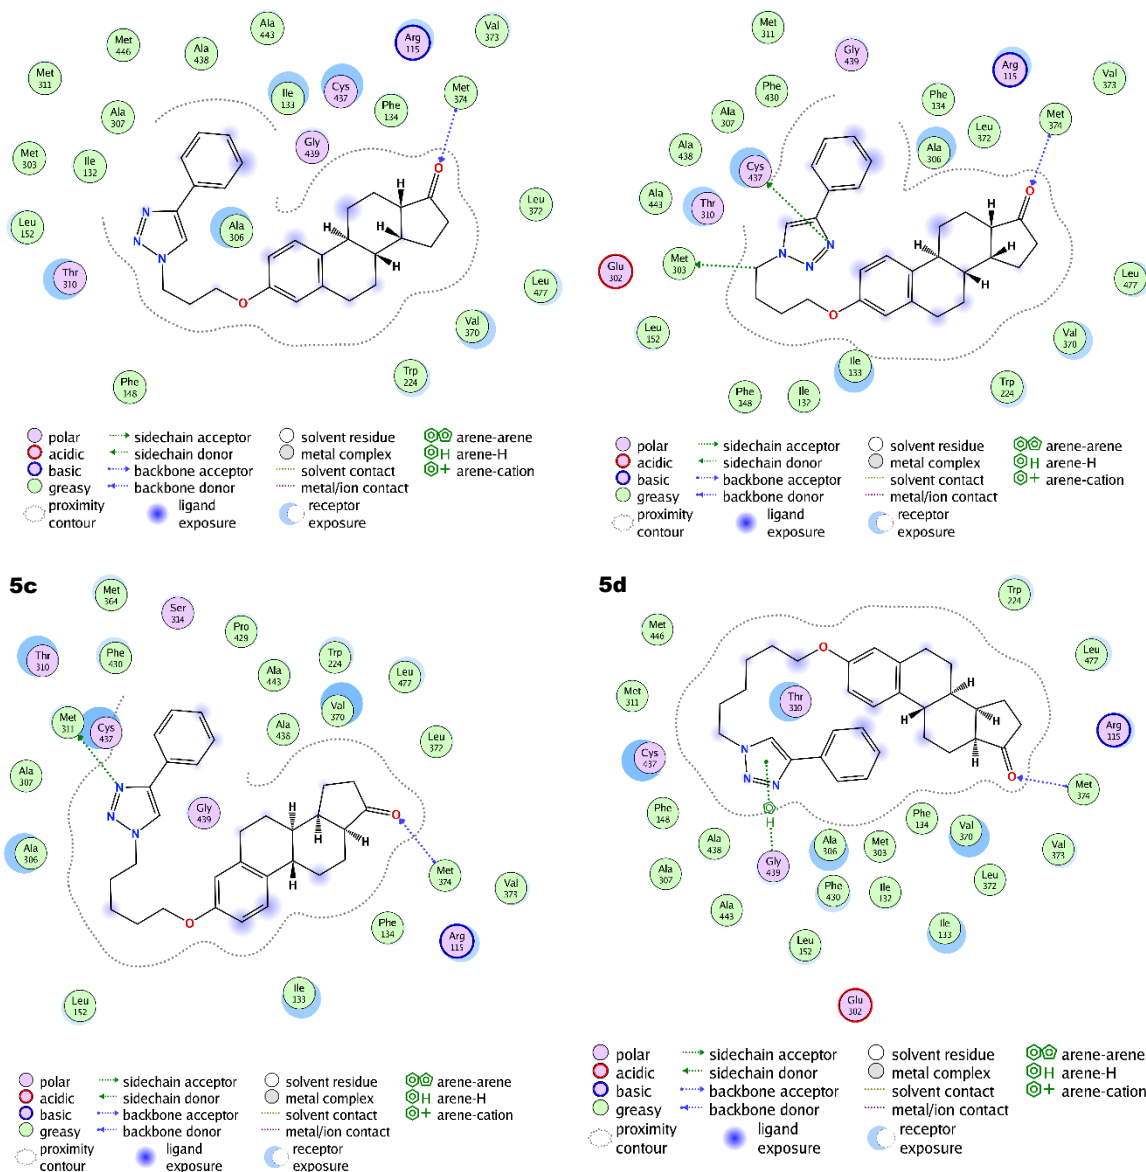 Ala
443
Met
446
Ala
438
Arg
115
Val
373
Met
311
Ile
133
Cys
437
Met
374
Phe
134
Ala
307
Gly
439
Met
303
Ile
132
N
N
N
O
H
H
H
Leu
372
Leu
152
Ala
306
Thr
310
O
Leu
477
Val
370
Trp
224
Phe
148
polar
acidic
basic
greasy
proximity
contour
sidechain acceptor
sidechain donor
backbone acceptor
backbone donor
ligand
exposure
solvent residue
metal complex
solvent contact
metal/ion contact
receptor
exposure
arene-arene
H arene-H
+ arene-cation
Met
311
Gly
439
Arg
115
Val
373
Phe
430
Phe
134
Met
374
Ala
307
Leu
372
Ala
438
Ala
306
Cys
437
O
Ala
443
Thr
310
H
H
H
H
N
N
N
Glu
302
Met
303
Leu
477
O
Leu
152
Val
370
Ile
133
Trp
224
Phe
148
Ile
132
polar
acidic
basic
greasy
proximity
contour
sidechain acceptor
sidechain donor
backbone acceptor
backbone donor
ligand
exposure
solvent residue
metal complex
solvent contact
metal/ion contact
receptor
exposure
arene-arene
H arene-H
+ arene-cation
5c
Met
364
Ser
314
Pro
429
Thr
310
Phe
430
Trp
224
Ala
443
Leu
477
Met
311
Cys
437
Val
370
Ala
438
Leu
372
Ala
307
N
N
N
Gly
439
H
H
H
H
O
Ala
306
Met
374
Val
373
O
Phe
134
Arg
115
Leu
152
Ile
133
polar
acidic
basic
greasy
proximity
contour
sidechain acceptor
sidechain donor
backbone acceptor
backbone donor
ligand
exposure
solvent residue
metal complex
solvent contact
metal/ion contact
receptor
exposure
arene-arene
H arene-H
+ arene-cation
5d
Trp
224
Met
446
O
Leu
477
Met
311
Thr
310
H
H
H
H
Arg
115
Cys
437
N
N
N
O
Met
374
Phe
148
H
Phe
134
Val
370
Ala
438
Ala
306
Met
303
Val
373
Ala
307
Gly
439
Leu
372
Ala
443
Phe
430
Ile
132
Ile
133
Leu
152
Glu
302
polar
acidic
basic
greasy
proximity
contour
sidechain acceptor
sidechain donor
backbone acceptor
backbone donor
ligand
exposure
solvent residue
metal complex
solvent contact
metal/ion contact
receptor
exposure
arene-arene
H arene-H
+ arene-cation